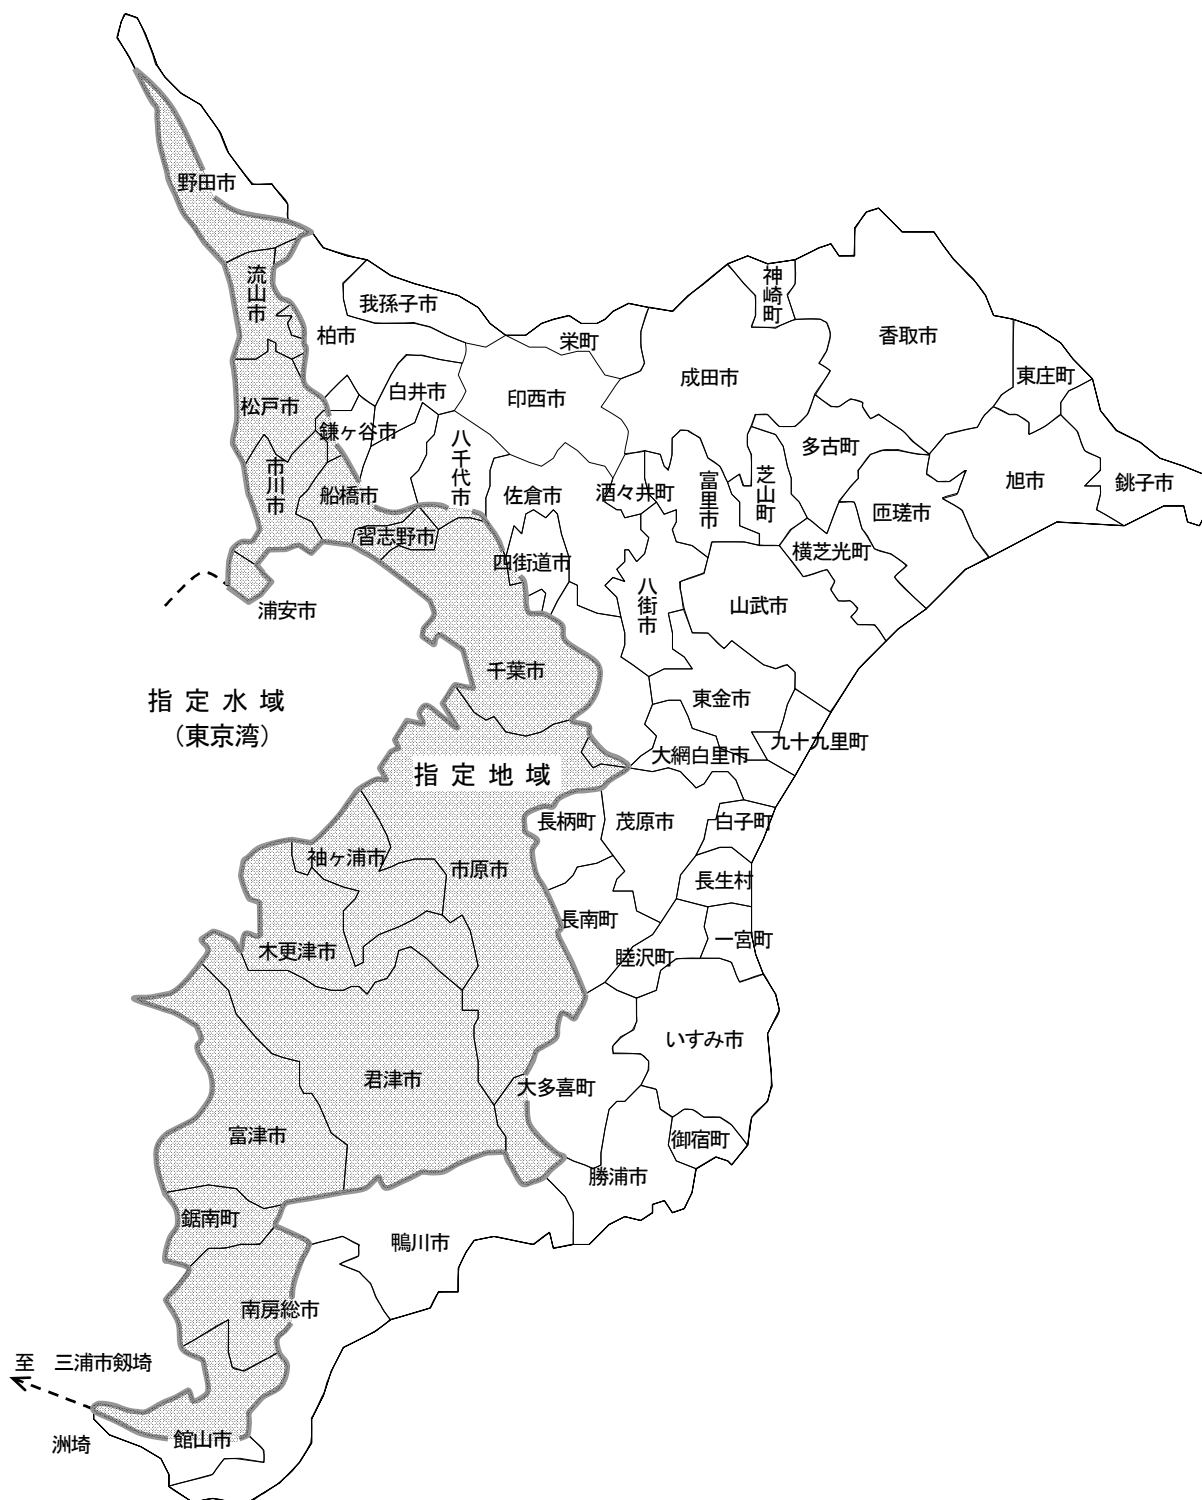 野田市
流山市
我孫子市
柏市
栄町
神崎町
香取市
成田市
東庄町
白井市
印西市
松戸市
鎌ヶ谷市
八千代市
多古町
市川市
船橋市
佐倉市
酒々井町
富里市
芝山町
旭市
銚子市
匝瑳市
習志野市
四街道市
横芝光町
八街市
山武市
浦安市
千葉市
指定水域
（東京湾）
東金市
九十九里町
大網白里市
指定地域
長柄町
茂原市
白子町
袖ヶ浦市
市原市
長生村
長南町
一宮町
木更津市
睦沢町
いすみ市
君津市
大多喜町
富津市
御宿町
勝浦市
鋸南町
鴨川市
南房総市
至　三浦市剱埼
館山市
洲埼